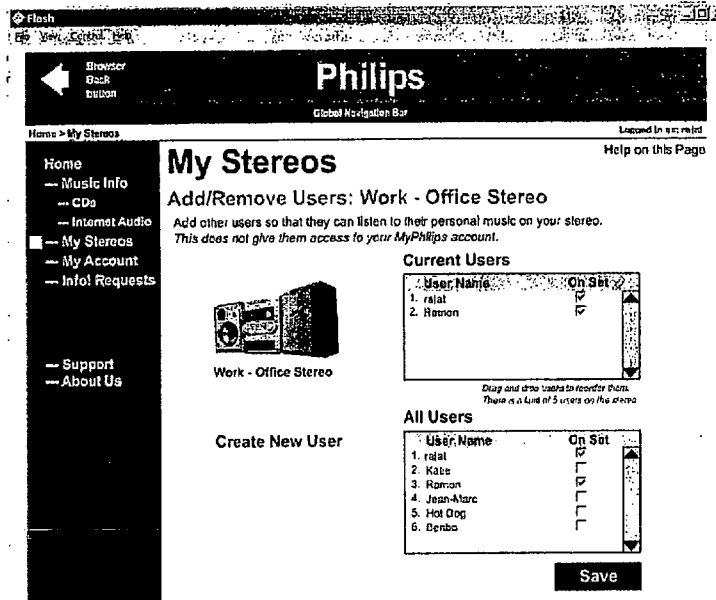 Flash
File View Control Help
Browser
Back
button
Philips
Global Navigation Bar
Home > My Stereos
Logged in as: rajat
Home
Music Info
CDs
Internet Audio
My Stereos
My Account
Info! Requests
Support
About Us
My Stereos
Help on this Page
Add/Remove Users: Work - Office Stereo
Add other users so that they can listen to their personal music on your stereo.
This does not give them access to your MyPhilips account.
Work - Office Stereo
Create New User
Current Users
User Name On Set
1. rajat
2. Ramon
Drag and drop users to reorder them.
There is a limit of 5 users on the stereo
All Users
User Name On Set
1. rajat
2. Katie
3. Ramon
4. Jean-Marc
5. Hot Dog
6. Benbo
Save